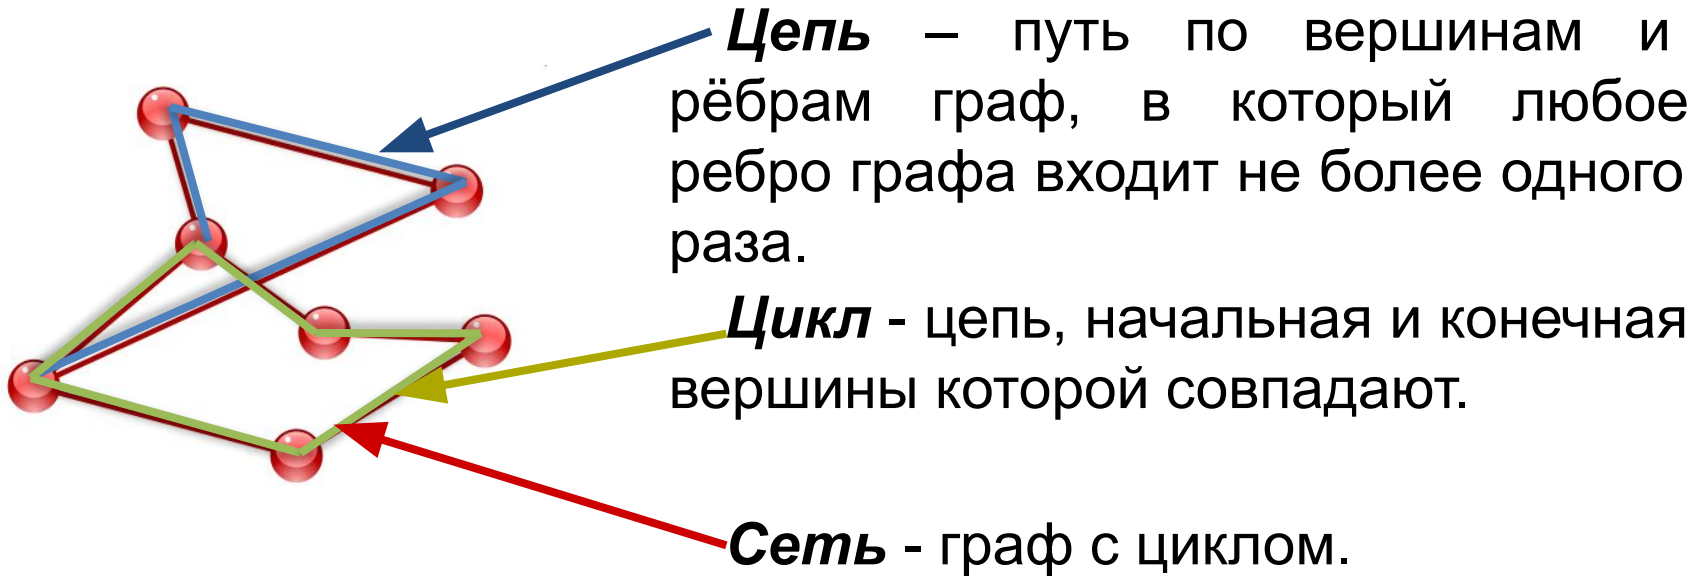 Цепь – путь по вершинам и
рёбрам граф, в который любое
ребро графа входит не более одного
раза.
Цикл - цепь, начальная и конечная
вершины которой совпадают.
Сеть - граф с циклом.